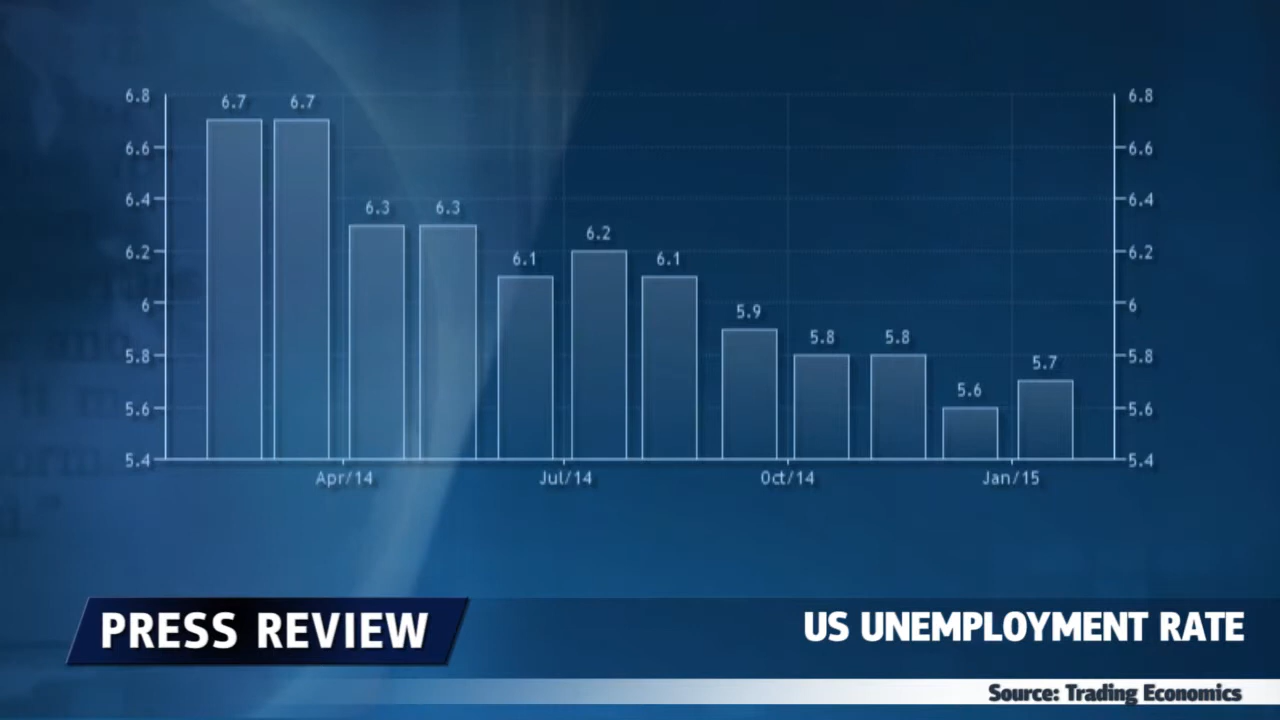 6.8 6.7 6.7 6.8
6.6 6.6
6.4 6.3 6.3 6.4
6.2 6.1 6.2 6.1 6.2
6 5.9 6
5.8 5.8 5.8 5.8
5.6 5.6 5.7 5.6
5.4 5.4
Apr/14 Jul/14 Oct/14 Jan/15
PRESS REVIEW
US UNEMPLOYMENT RATE
Source: Trading Economics